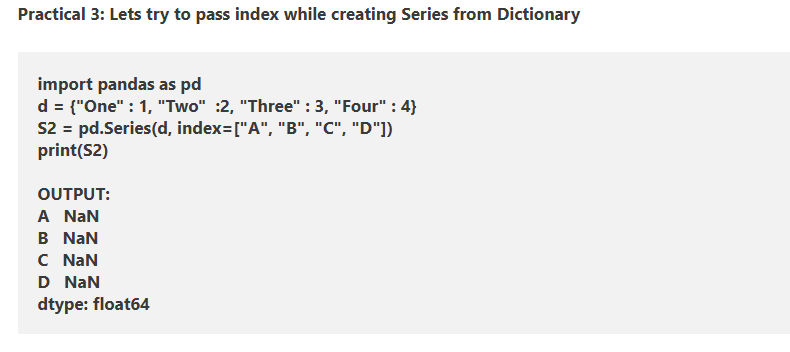 Practical 3: Lets try to pass index while creating Series from Dictionary
import pandas as pd
d = {"One" : 1, "Two"  :2, "Three" : 3, "Four" : 4}
S2 = pd.Series(d, index=["A", "B", "C", "D"])
print(S2)
OUTPUT:
A   NaN
B   NaN
C   NaN
D   NaN
dtype: float64